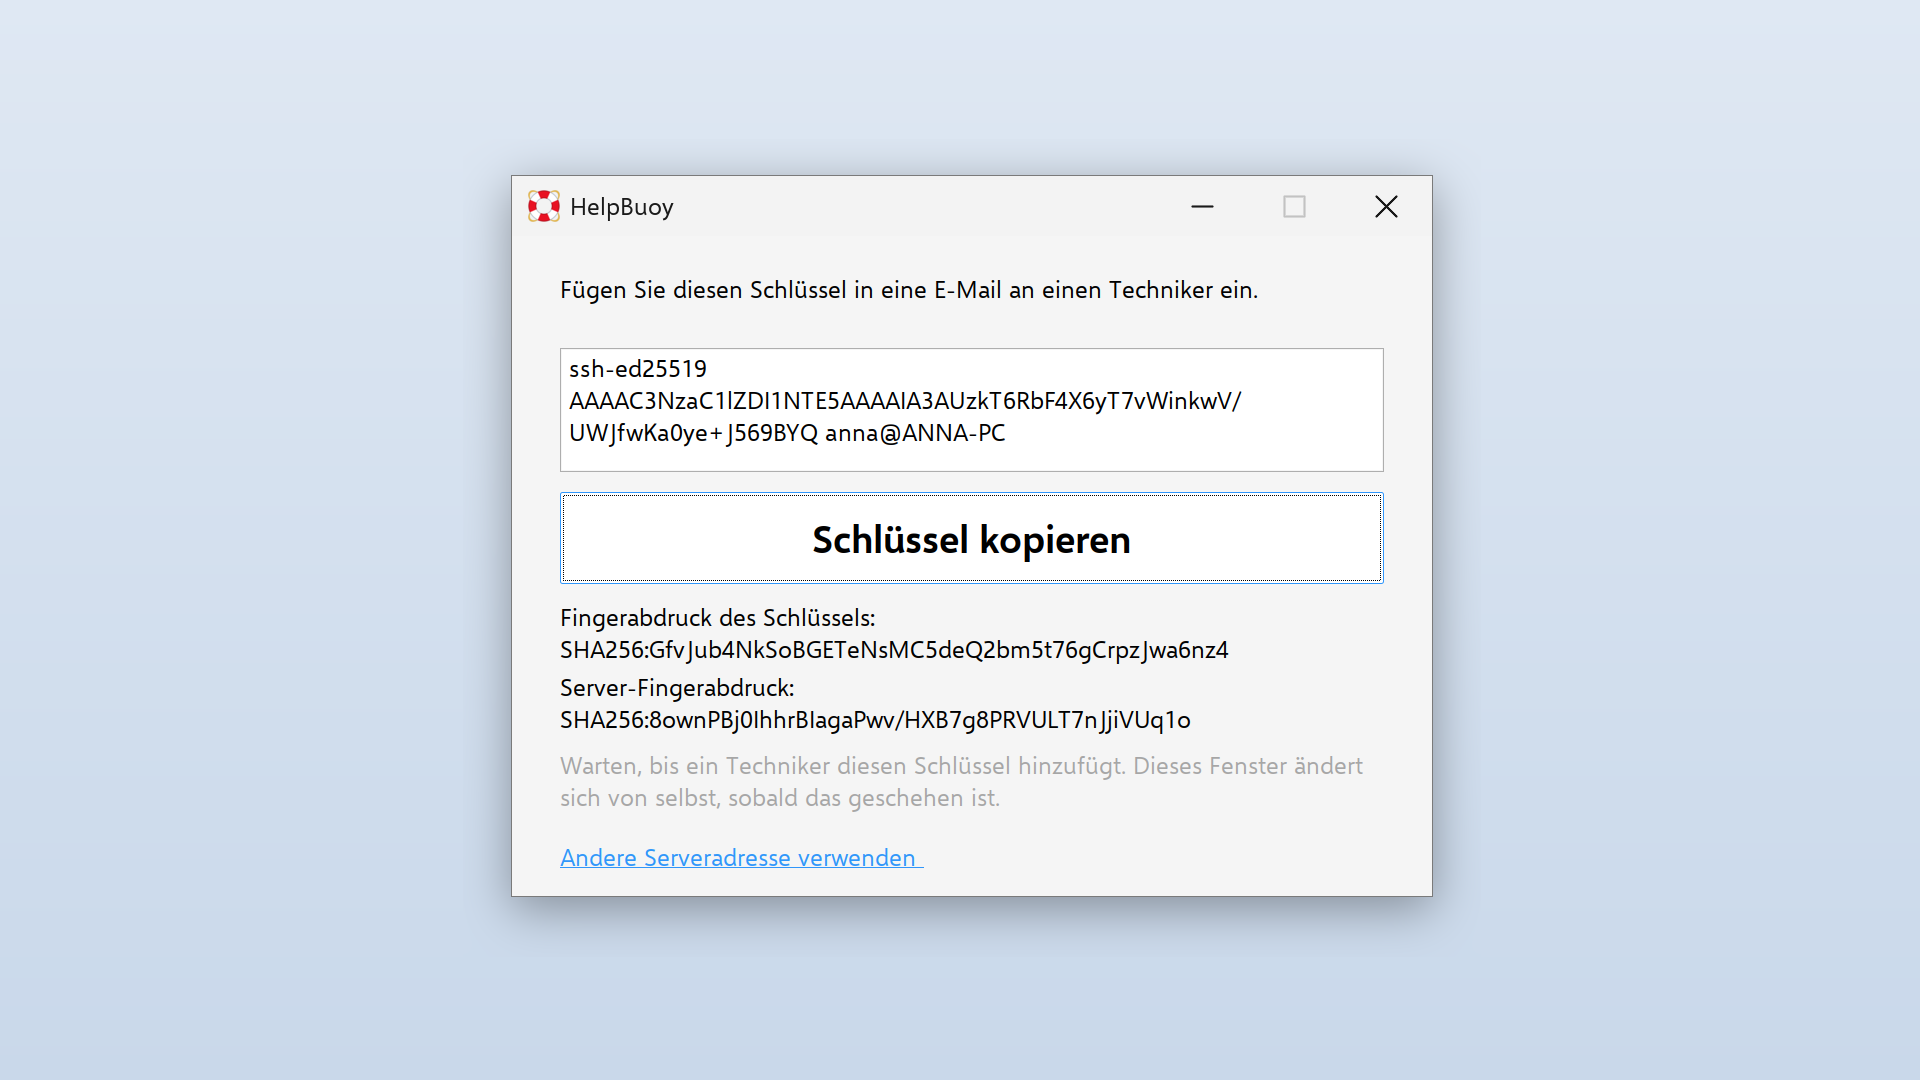 HelpBuoy
Fügen Sie diesen Schlüssel in eine E-Mail an einen Techniker ein.
ssh-ed25519
AAAAC3NzaC1lZDI1NTE5AAAAIA3AUzkT6RbF4X6yT7vWinkwV/
UWJfwKa0ye+J569BYQ anna@ANNA-PC
Schlüssel kopieren
Fingerabdruck des Schlüssels:
SHA256:GfvJub4NkSoBGETeNsMC5deQ2bm5t76gCrpzJwa6nz4
Server-Fingerabdruck:
SHA256:8ownPBj0IhhrBIagaPwv/HXB7g8PRVULT7nJjiVUq1o
Warten, bis ein Techniker diesen Schlüssel hinzufügt. Dieses Fenster ändert
sich von selbst, sobald das geschehen ist.
Andere Serveradresse verwenden